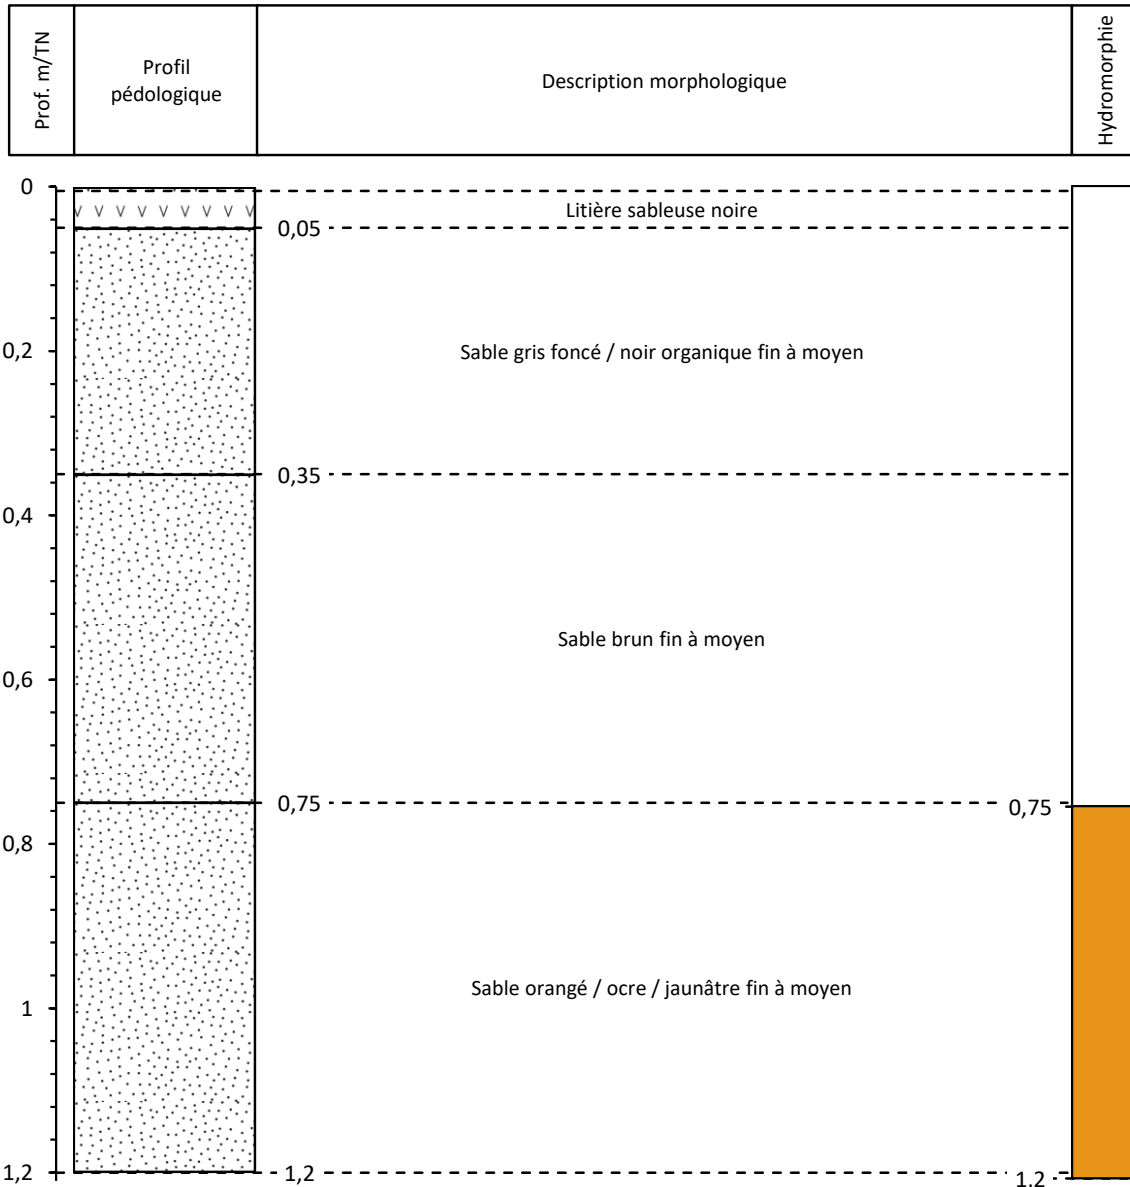 Prof. m/TN
Profil
pédologique
Description morphologique
Hydromorphie
0
Litière sableuse noire
0,05
0,2
Sable gris foncé / noir organique fin à moyen
0,35
0,4
Sable brun fin à moyen
0,6
0,75
0,75
0,8
Sable orangé / ocre / jaunâtre fin à moyen
1
1,2
1,2
1,2